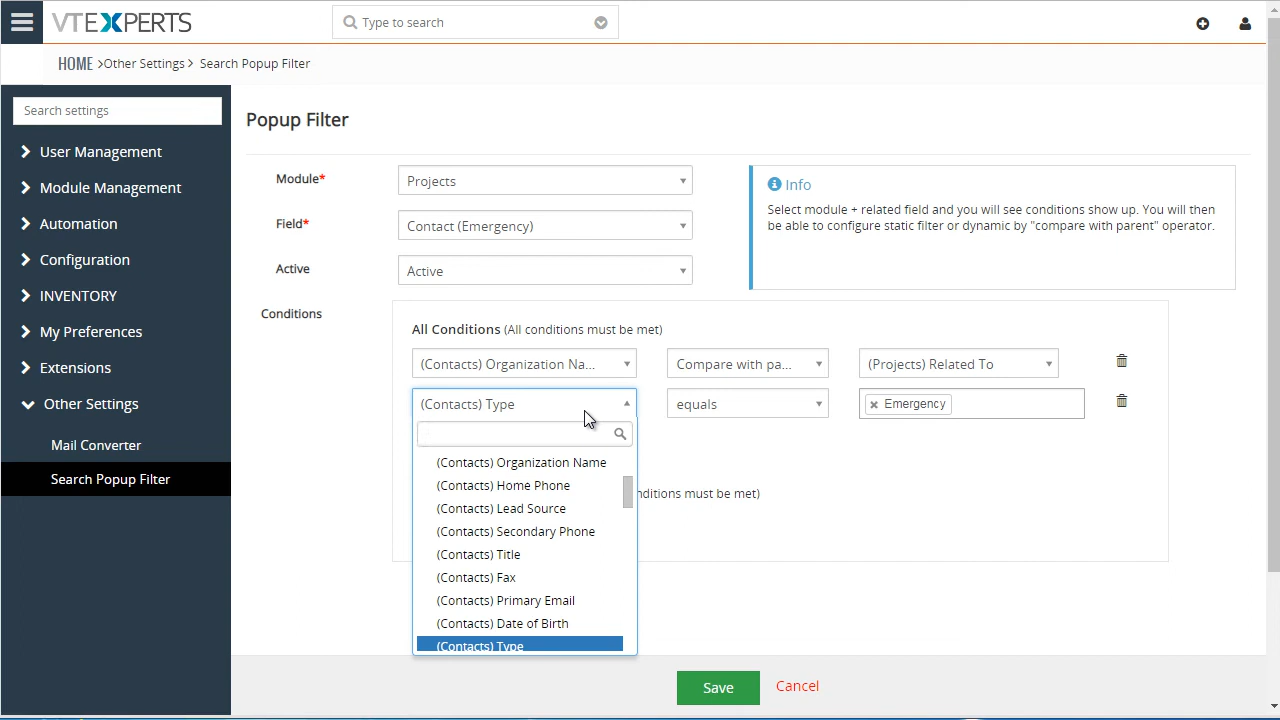 VTEXPERTS
Type to search
HOME >Other Settings > Search Popup Filter
Search settings
User Management
Module Management
Automation
Configuration
INVENTORY
My Preferences
Extensions
Other Settings
Mail Converter
Search Popup Filter
Popup Filter
Module*
Projects
Field*
Contact (Emergency)
Active
Active
Info
Select module + related field and you will see conditions show up. You will then
be able to configure static filter or dynamic by "compare with parent" operator.
Conditions
All Conditions (All conditions must be met)
(Contacts) Organization Na...
Compare with pa...
(Projects) Related To
(Contacts) Type
equals
Emergency
(Contacts) Organization Name
(Contacts) Home Phone
(Contacts) Lead Source
(Contacts) Secondary Phone
(Contacts) Title
(Contacts) Fax
(Contacts) Primary Email
(Contacts) Date of Birth
(Contacts) Type
must be met)
Save
Cancel